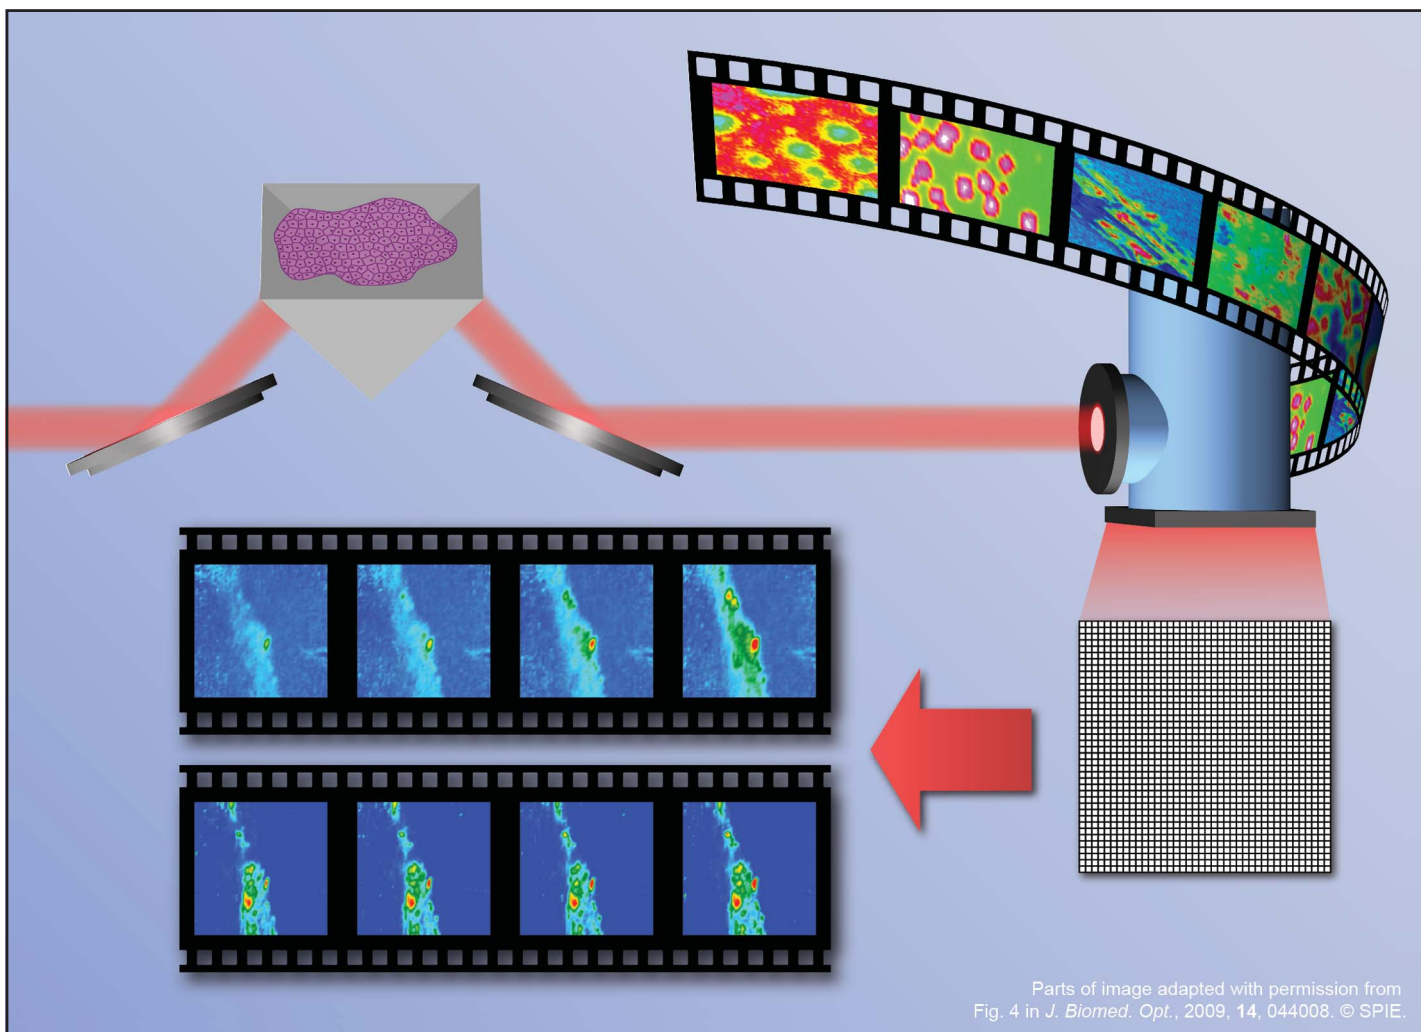 Parts of image adapted with permission from
Fig. 4 in J. Biomed. Opt., 2009, 14, 044008. © SPIE.